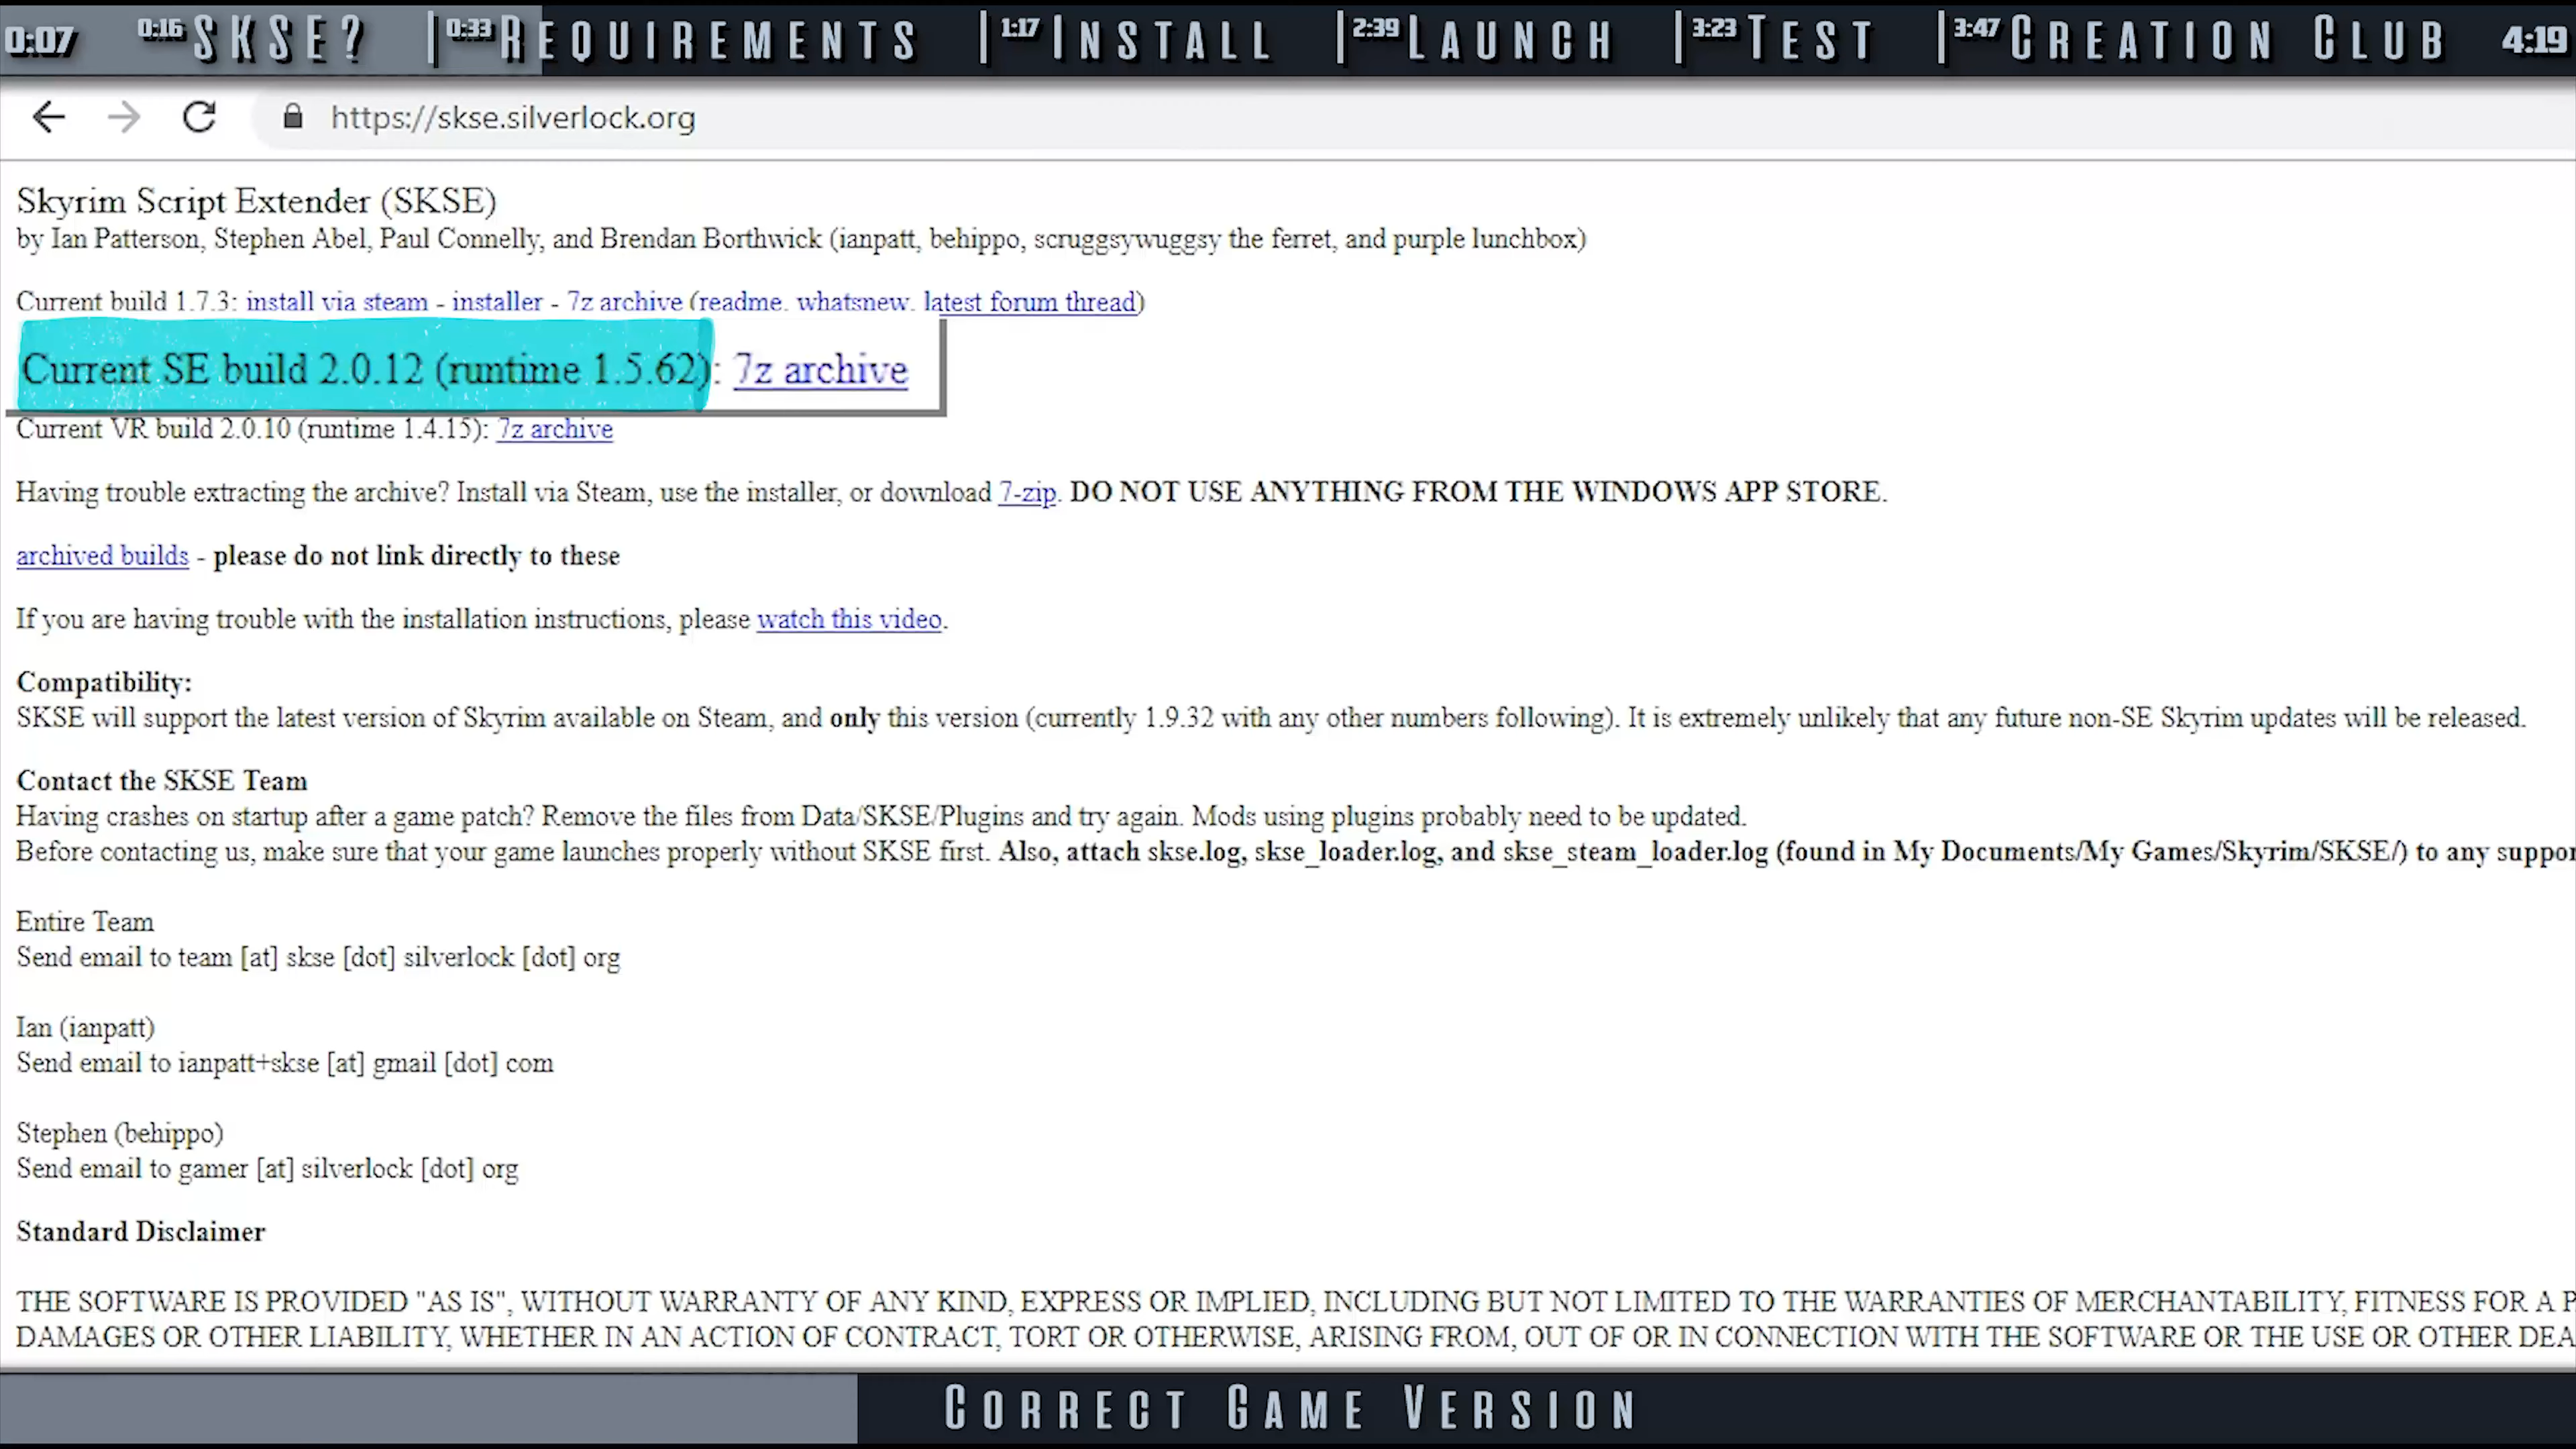 0:07 0:16 SKSE? 0:33 REQUIREMENTS 1:17 INSTALL 2:39 LAUNCH 3:23 TEST 3:47 CREATION CLUB 4:19
https://skse.silverlock.org
Skyrim Script Extender (SKSE)
by Ian Patterson, Stephen Abel, Paul Connelly, and Brendan Borthwick (ianpatt, behippo, scruggsywuggsy the ferret, and purple lunchbox)
Current build 1.7.3: install via steam - installer - 7z archive (readme, whatsnew, latest forum thread)
Current SE build 2.0.12 (runtime 1.5.62): 7z archive
Current VR build 2.0.10 (runtime 1.4.15): 7z archive
Having trouble extracting the archive? Install via Steam, use the installer, or download 7-zip. DO NOT USE ANYTHING FROM THE WINDOWS APP STORE.
archived builds - please do not link directly to these
If you are having trouble with the installation instructions, please watch this video.
Compatibility:
SKSE will support the latest version of Skyrim available on Steam, and only this version (currently 1.9.32 with any other numbers following). It is extremely unlikely that any future non-SE Skyrim updates will be released.
Contact the SKSE Team
Having crashes on startup after a game patch? Remove the files from Data/SKSE/Plugins and try again. Mods using plugins probably need to be updated.
Before contacting us, make sure that your game launches properly without SKSE first. Also, attach skse.log, skse_loader.log, and skse_steam_loader.log (found in My Documents/My Games/Skyrim/SKSE/) to any suppor
Entire Team
Send email to team [at] skse [dot] silverlock [dot] org
Ian (ianpatt)
Send email to ianpatt+skse [at] gmail [dot] com
Stephen (behippo)
Send email to gamer [at] silverlock [dot] org
Standard Disclaimer
THE SOFTWARE IS PROVIDED "AS IS", WITHOUT WARRANTY OF ANY KIND, EXPRESS OR IMPLIED, INCLUDING BUT NOT LIMITED TO THE WARRANTIES OF MERCHANTABILITY, FITNESS FOR A P
DAMAGES OR OTHER LIABILITY, WHETHER IN AN ACTION OF CONTRACT, TORT OR OTHERWISE, ARISING FROM, OUT OF OR IN CONNECTION WITH THE SOFTWARE OR THE USE OR OTHER DEA
CORRECT GAME VERSION